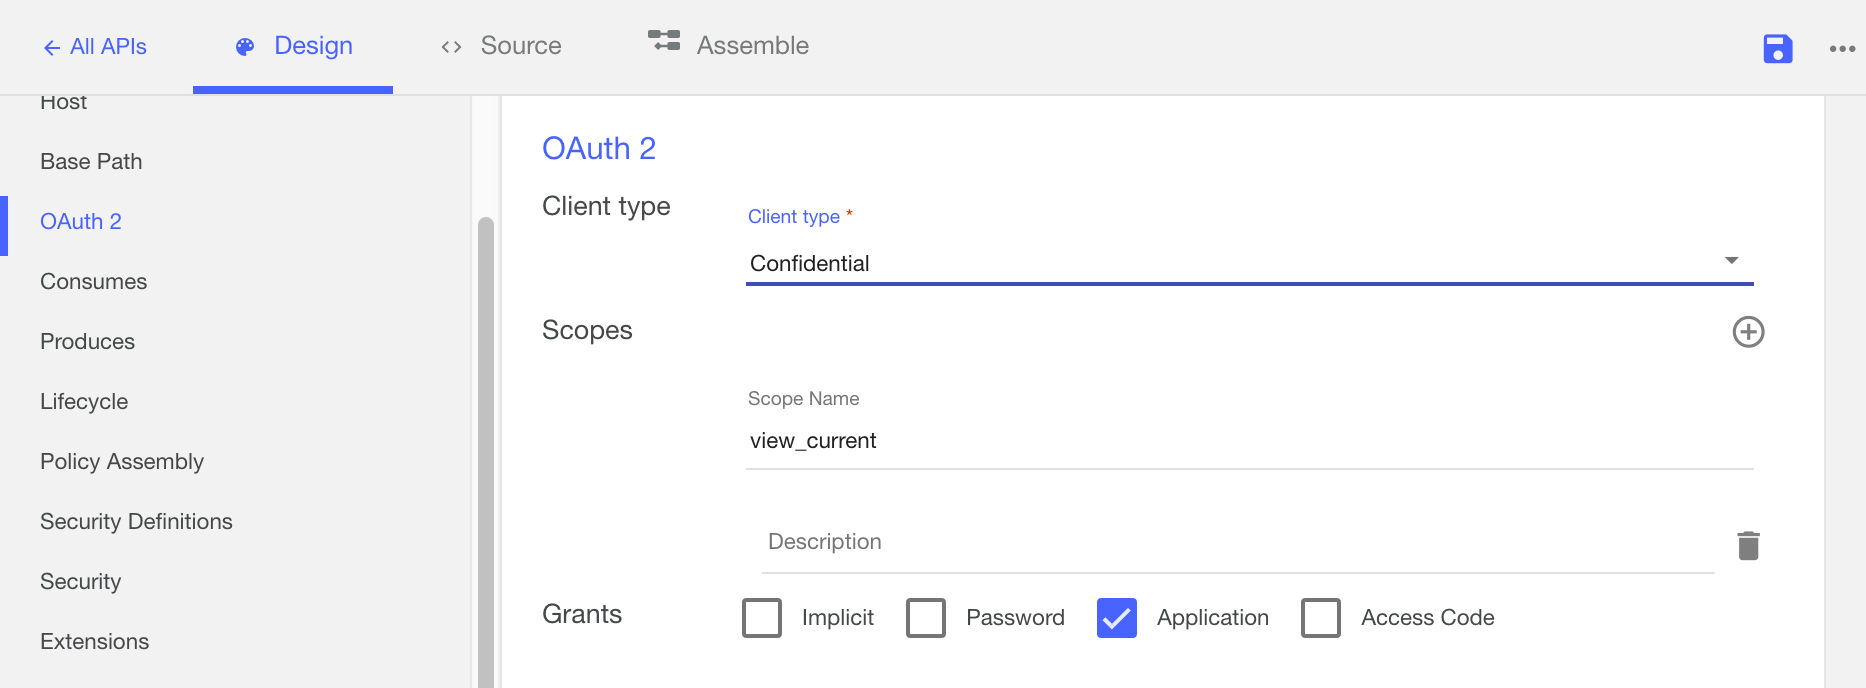 All APIs
Design
Source
Assemble
Host
Base Path
OAuth 2
Consumes
Produces
Lifecycle
Policy Assembly
Security Definitions
Security
Extensions
OAuth 2
Client type
Client type *
Confidential
Scopes
Scope Name
view_current
Description
Grants
Implicit
Password
Application
Access Code